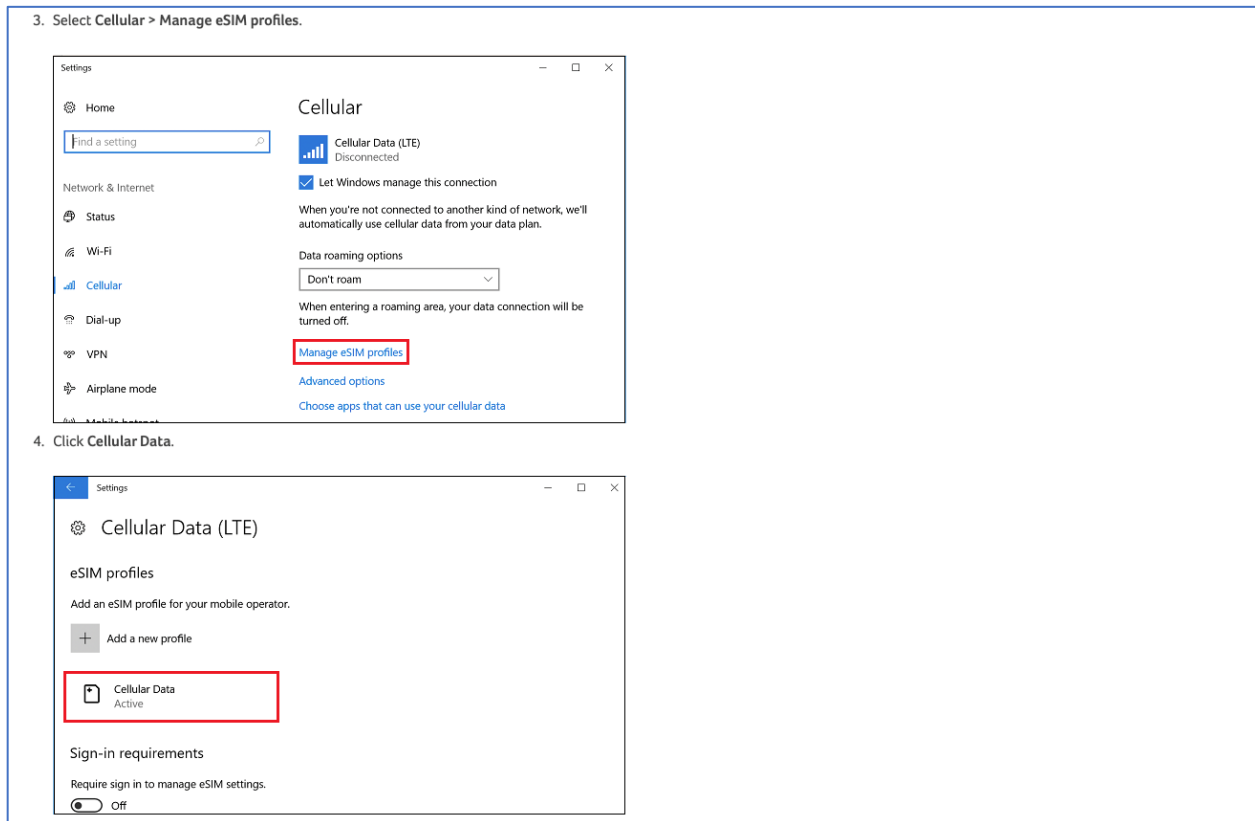 3. Select Cellular > Manage eSIM profiles.
Settings
Home
Find a setting
Network & Internet
Status
Wi-Fi
Cellular
Dial-up
VPN
Airplane mode
Mobile hotspot
Cellular
Cellular Data (LTE)
Disconnected
Let Windows manage this connection
When you're not connected to another kind of network, we'll
automatically use cellular data from your data plan.
Data roaming options
Don't roam
When entering a roaming area, your data connection will be
turned off.
Manage eSIM profiles
Advanced options
Choose apps that can use your cellular data
4. Click Cellular Data.
Settings
Cellular Data (LTE)
eSIM profiles
Add an eSIM profile for your mobile operator.
Add a new profile
Cellular Data
Active
Sign-in requirements
Require sign in to manage eSIM settings.
Off